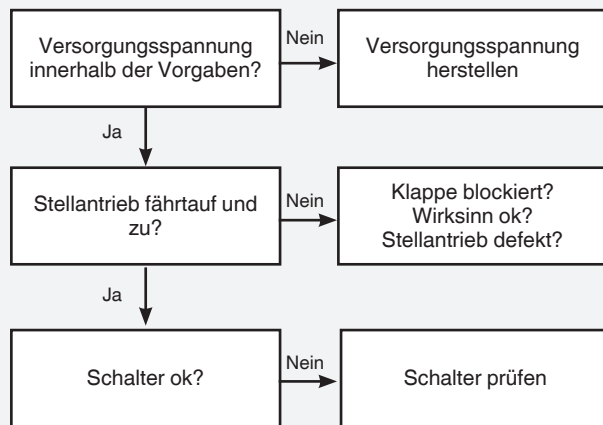 Versorgungsspannung
innerhalb der Vorgaben?
Nein
Versorgungsspannung
herstellen
Ja
Stellantrieb fährtauf und
zu?
Nein
Klappe blockiert?
Wirksinn ok?
Stellantrieb defekt?
Ja
Schalter ok?
Nein
Schalter prüfen